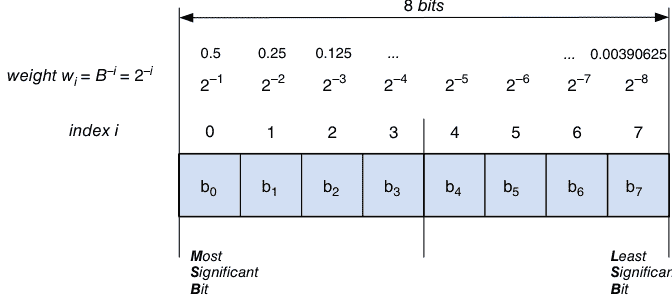 8 bits
0.5 0.25 0.125 ... ... 0.00390625
weight wᵢ = B⁻ⁱ = 2⁻ⁱ
2⁻¹ 2⁻² 2⁻³ 2⁻⁴ 2⁻⁵ 2⁻⁶ 2⁻⁷ 2⁻⁸
index i 0 1 2 3 4 5 6 7
b₀ b₁ b₂ b₃ b₄ b₅ b₆ b₇
Most Least
Significant Significan
Bit Bit